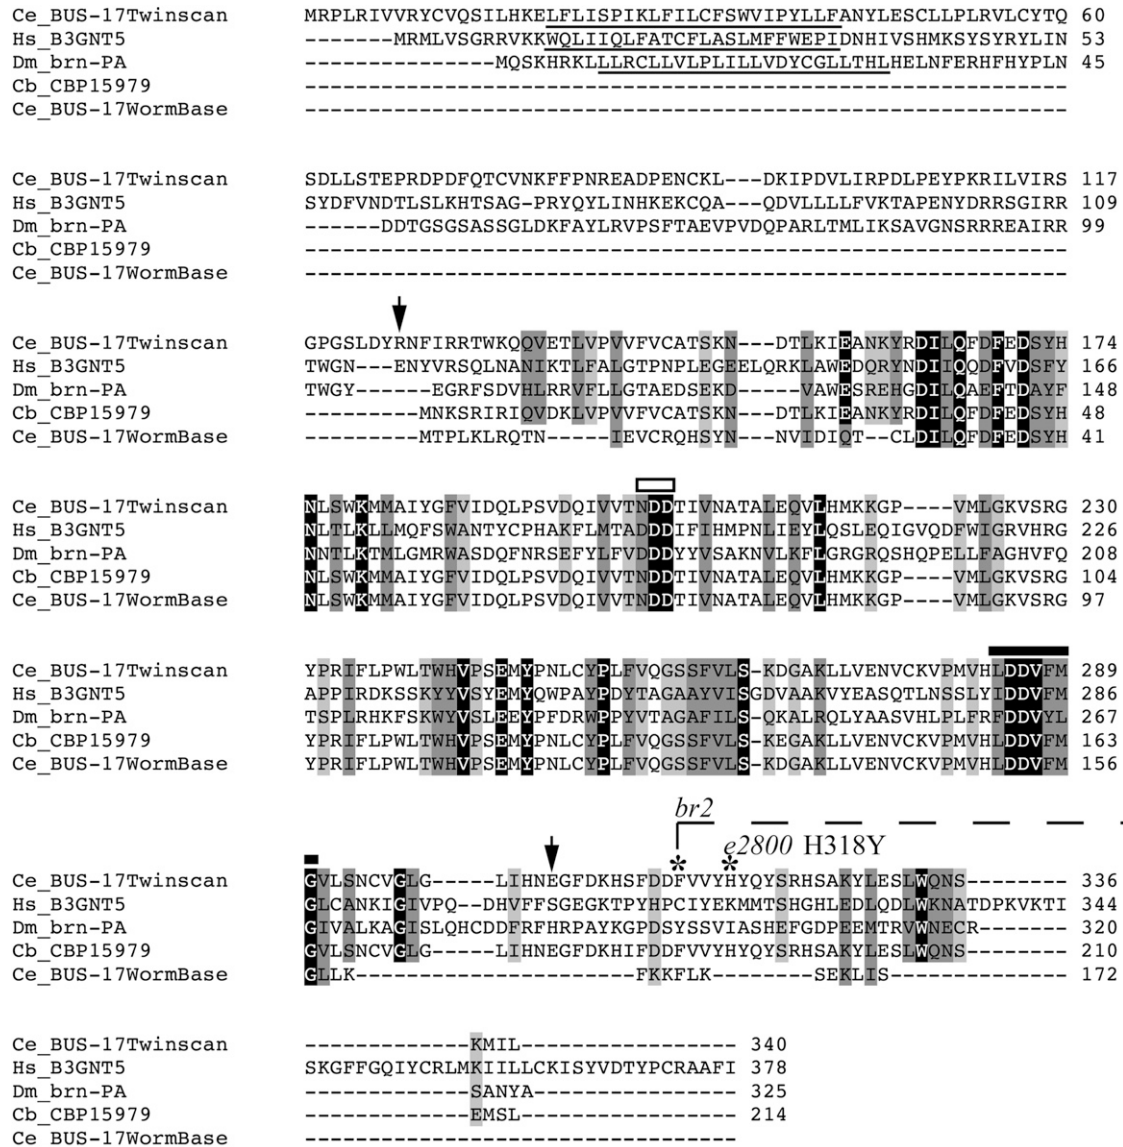 Ce_BUS-17Twinscan MRPLRIVVRYCVQSILHKELFLISPIKLFILCFSWVIPYLLFANYLESCLLPLRVLCYTQ 60
Hs_B3GNT5 -------MRMLVSGRRVKKWQLIIQLFATCFLASLMFFWEPIDNHIVSHMKSYSYRYLIN 53
Dm_brn-PA ---------------MQSKHRKLLLRCLLVLPLILLVDYCGLLTHLHELNFERHFHYPLN 45
Cb_CBP15979 ------------------------------------------------------------
Ce_BUS-17WormBase ------------------------------------------------------------
Ce_BUS-17Twinscan SDLLSTEPRDPDFQTCVNKFFPNREADPENCKL---DKIPDVLIRPDLPEYPKRILVIRS 117
Hs_B3GNT5 SYDFVNDTLSLKHTSAG-PRYQYLINHKEKCQA---QDVLLLLFVKTAPENYDRRSGIRR 109
Dm_brn-PA ------DDTGSGSASSGLDKFAYLRVPSFTAEVPVDQPARLTMLIKSAVGNSRRREAIRR 99
Cb_CBP15979 ------------------------------------------------------------
Ce_BUS-17WormBase ------------------------------------------------------------
Ce_BUS-17Twinscan GPGSLDYRNFIRRTWKQQVETLVPVVFVCATSKN---DTLKIEANKYRDILQFDFEDSYH 174
Hs_B3GNT5 TWGN---ENYVRSQLNANIKTLFALGTPNPLEGEELQRKLAWEDQRYNDIIQQDFVDSFY 166
Dm_brn-PA TWGY-----EGRFSDVHLRRVFLLGTAEDSEKD---VAWESREHGDILQAEFTDAYF 148
Cb_CBP15979 ---------MNKSRIRIQVDKLVPVVFVCATSKN---DTLKIEANKYRDILQFDFEDSYH 48
Ce_BUS-17WormBase ---------MTPLKLRQTN-----IEVCRQHSYN---NVIDIQT--CLDILQFDFEDSYH 41
Ce_BUS-17Twinscan NLSWKMMAIYGFVIDQLPSVDQIVVTNDDTIVNATALEQVLHMKKGP----VMLGKVSRG 230
Hs_B3GNT5 NLTLKLLMQFSWANTYCPHAKFLMTADDDIFIHMPNLIEYLQSLEQIGVQDFWIGRVHRG 226
Dm_brn-PA NNTLKTMLGMRWASDQFNRSEFYLFVDDDYYVSAKNVLKFLGRGRQSHQPELLFAGHVFQ 208
Cb_CBP15979 NLSWKMMAIYGFVIDQLPSVDQIVVTNDDTIVNATALEQVLHMKKGP----VMLGKVSRG 104
Ce_BUS-17WormBase NLSWKMMAIYGFVIDQLPSVDQIVVTNDDTIVNATALEQVLHMKKGP----VMLGKVSRG 97
Ce_BUS-17Twinscan YPRIFLPWLTWHVPSEMYPNLCYPLFVQGSSFVLS-KDGAKLLVENVCKVPMVHLDDVFM 289
Hs_B3GNT5 APPIRDKSSKYYVSYEMYQWPAYPDYTAGAAYVISGDVAAKVYEASQTLNSSLYIDDVFM 286
Dm_brn-PA TSPLRHKFSKWYVSLEEYPFDRWPPYVTAGAFILS-QKALRQLYAASVHLPLFRFDDVYL 267
Cb_CBP15979 YPRIFLPWLTWHVPSEMYPNLCYPLFVQGSSFVLS-KEGAKLLVENVCKVPMVHLDDVFM 163
Ce_BUS-17WormBase YPRIFLPWLTWHVPSEMYPNLCYPLFVQGSSFVLS-KDGAKLLVENVCKVPMVHLDDVFM 156
br2
e2800 H318Y
* *
Ce_BUS-17Twinscan GVLSNCVGLG-----LIHNEGFDKHSFDDFVVYHYQYSRHSAKYLESLWQNS-------- 336
Hs_B3GNT5 GLCANKIGIVPQ--DHVFFSGEGKTPYHPCIYEKMMTSHGHLEDLQDLWKNATDPKVKTI 344
Dm_brn-PA GIVALKAGISLQHCDDFRFHRPAYKGPDSYSSVIASHEFGDPEEMTRVWNECR------- 320
Cb_CBP15979 GVLSNCVGLG-----LIHNEGFDKHIFDDFVVYHYQYSRHSAKYLESLWQNS-------- 210
Ce_BUS-17WormBase GLLK----------------------FKKFLK--------SEKLIS-------------- 172
Ce_BUS-17Twinscan -------------KMIL----------------- 340
Hs_B3GNT5 SKGFFGQIYCRLMKIILLCKISYVDTYPCRAAFI 378
Dm_brn-PA -------------SANYA---------------- 325
Cb_CBP15979 -------------EMSL----------------- 214
Ce_BUS-17WormBase ----------------------------------